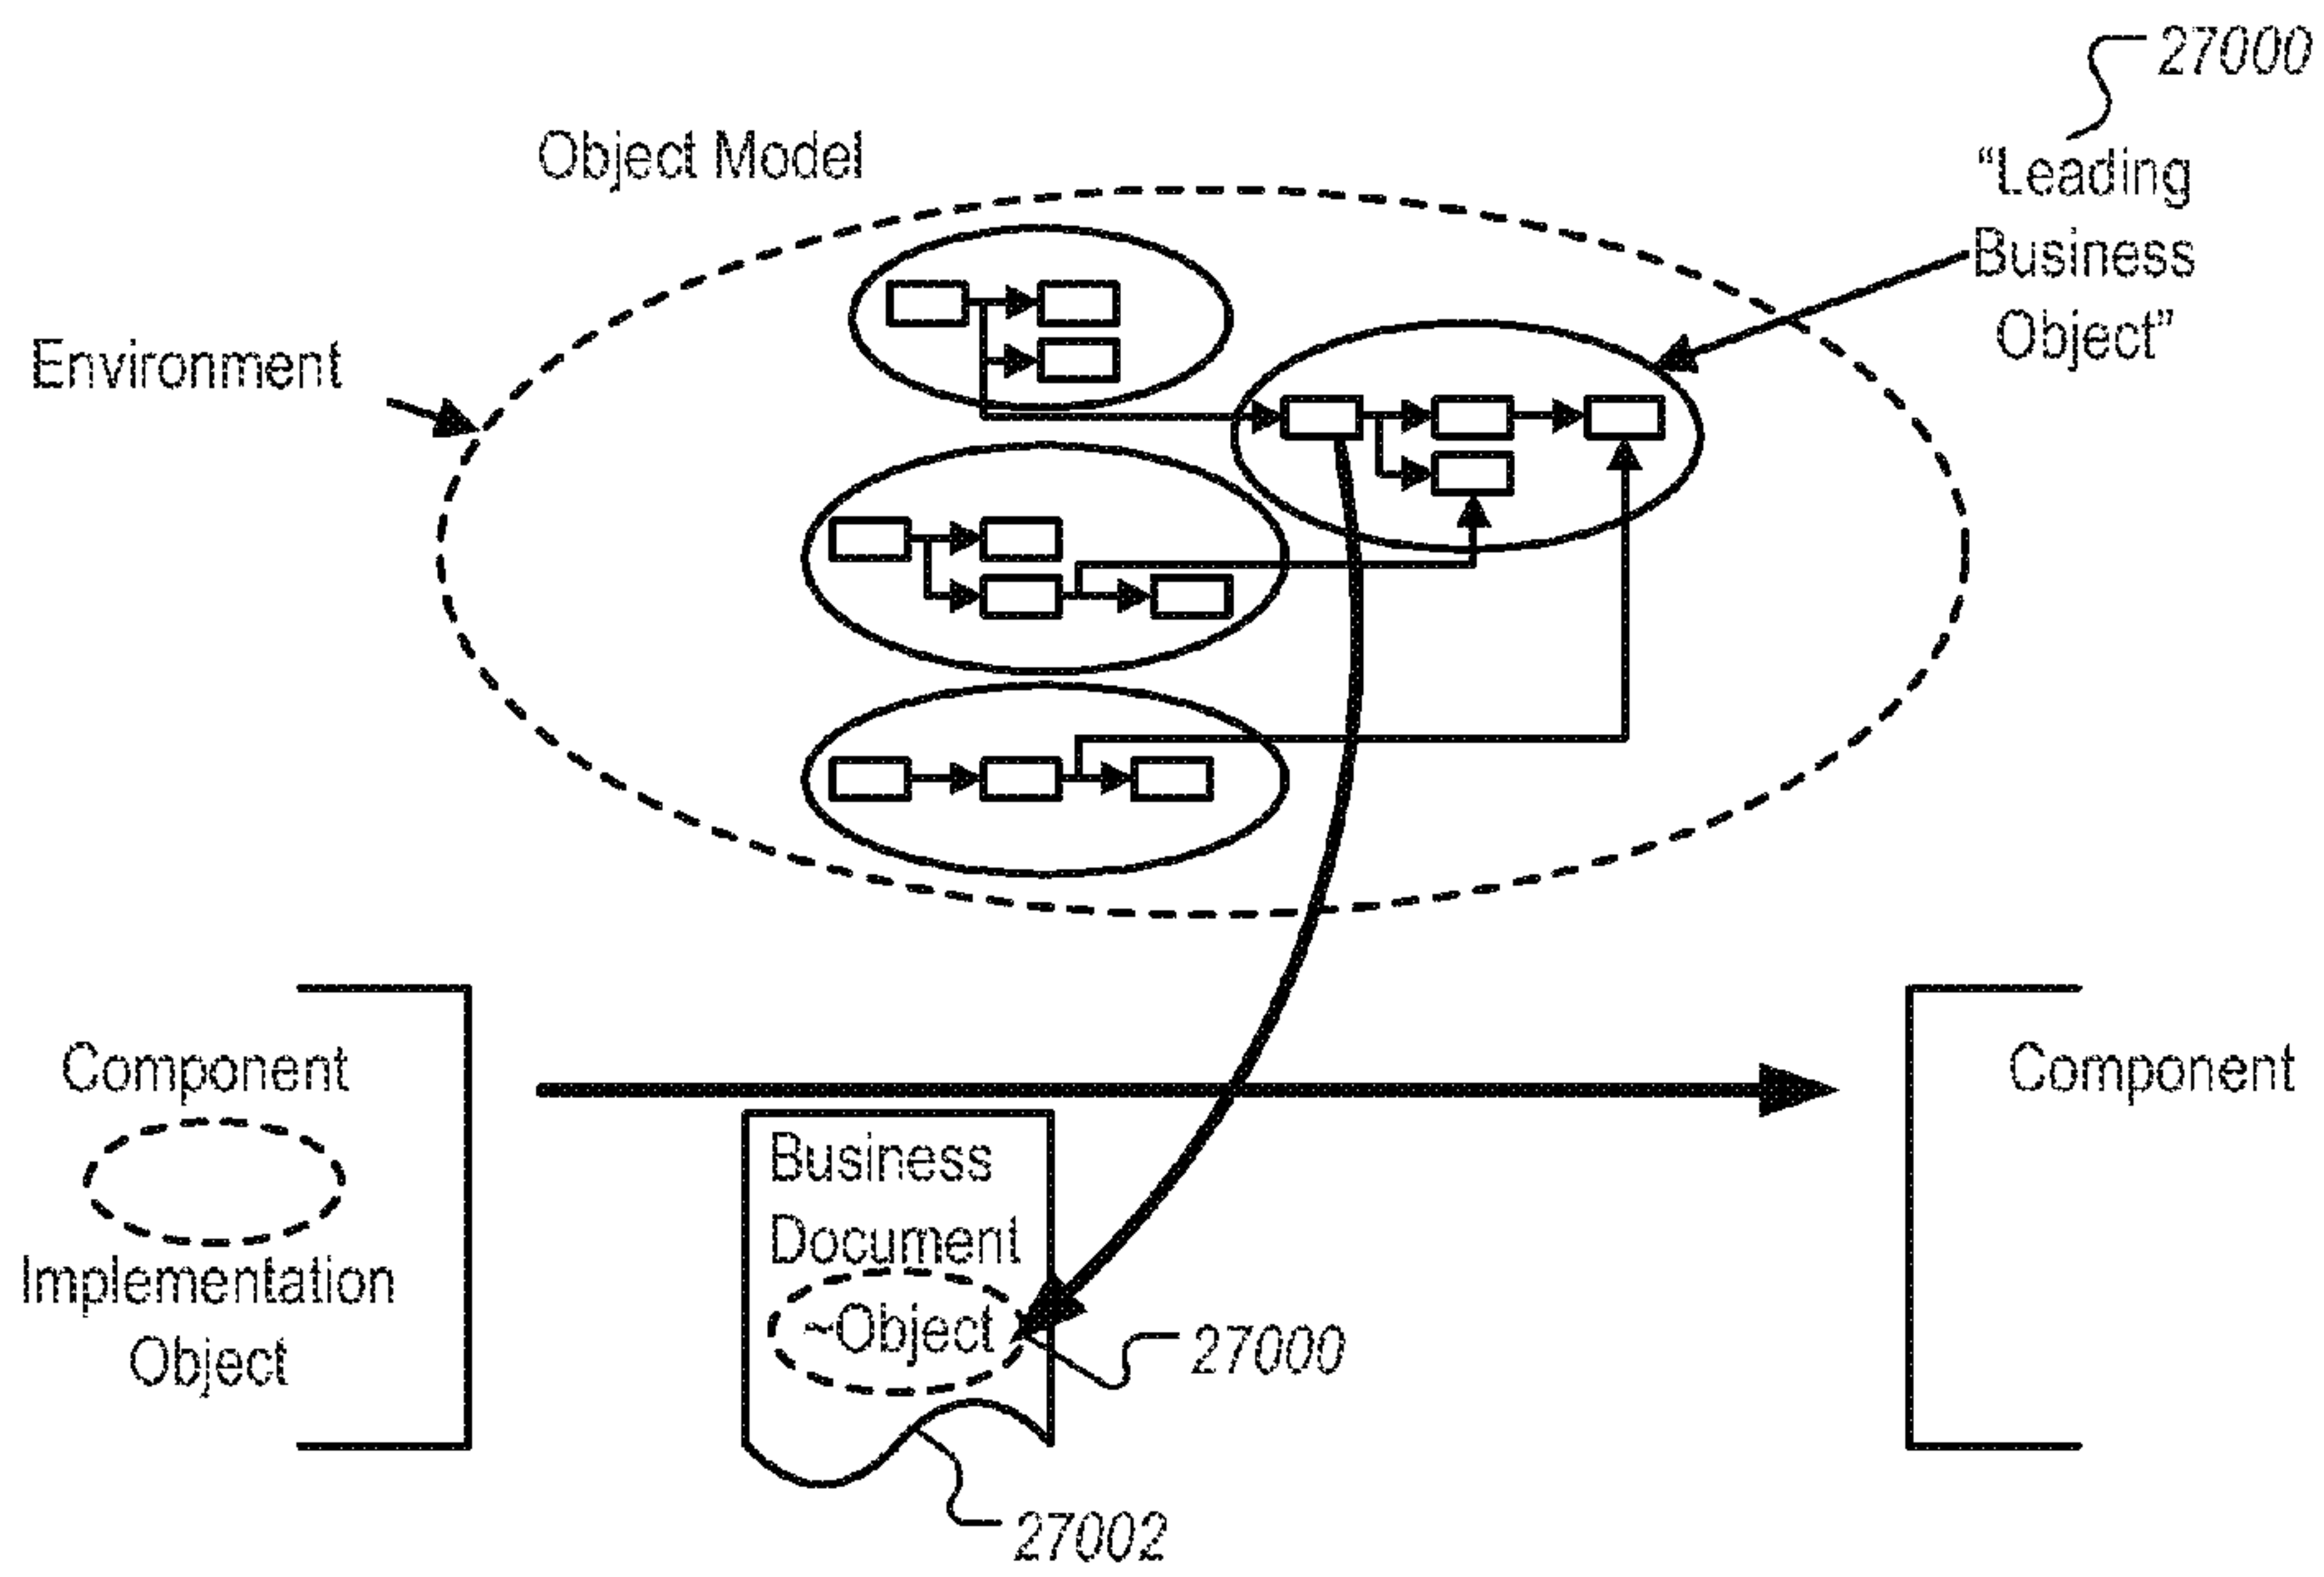 27000
Object Model
“Leading
Business
Object”
Environment
Component
Implementation
Object
Business
Document
~Object
27000
27002
Component